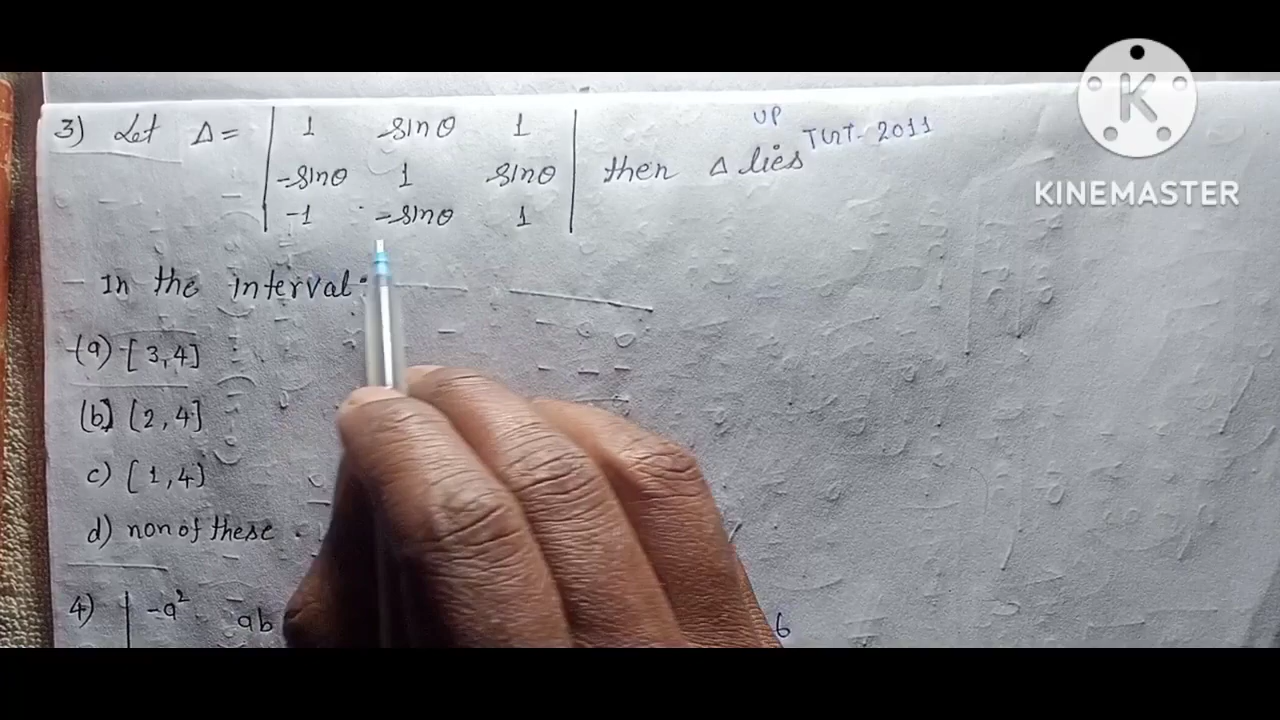 3) Let Δ = | 1 sinθ 1 |
| -sinθ 1 sinθ | then Δ lies UP TGT-2011
| -1 -sinθ 1 |
In the interval
(a) [3,4]
(b) [2,4]
c) [1,4]
d) non of these .
4) | -a² ab
6
K
KINEMASTER